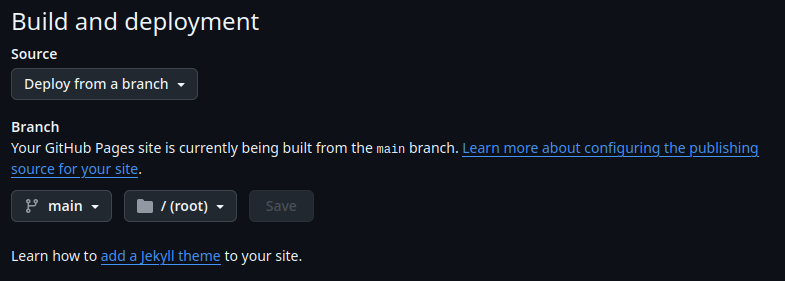 Build and deployment
Source
Deploy from a branch
Branch
Your GitHub Pages site is currently being built from the main branch. Learn more about configuring the publishing
source for your site.
main / (root) Save
Learn how to add a Jekyll theme to your site.